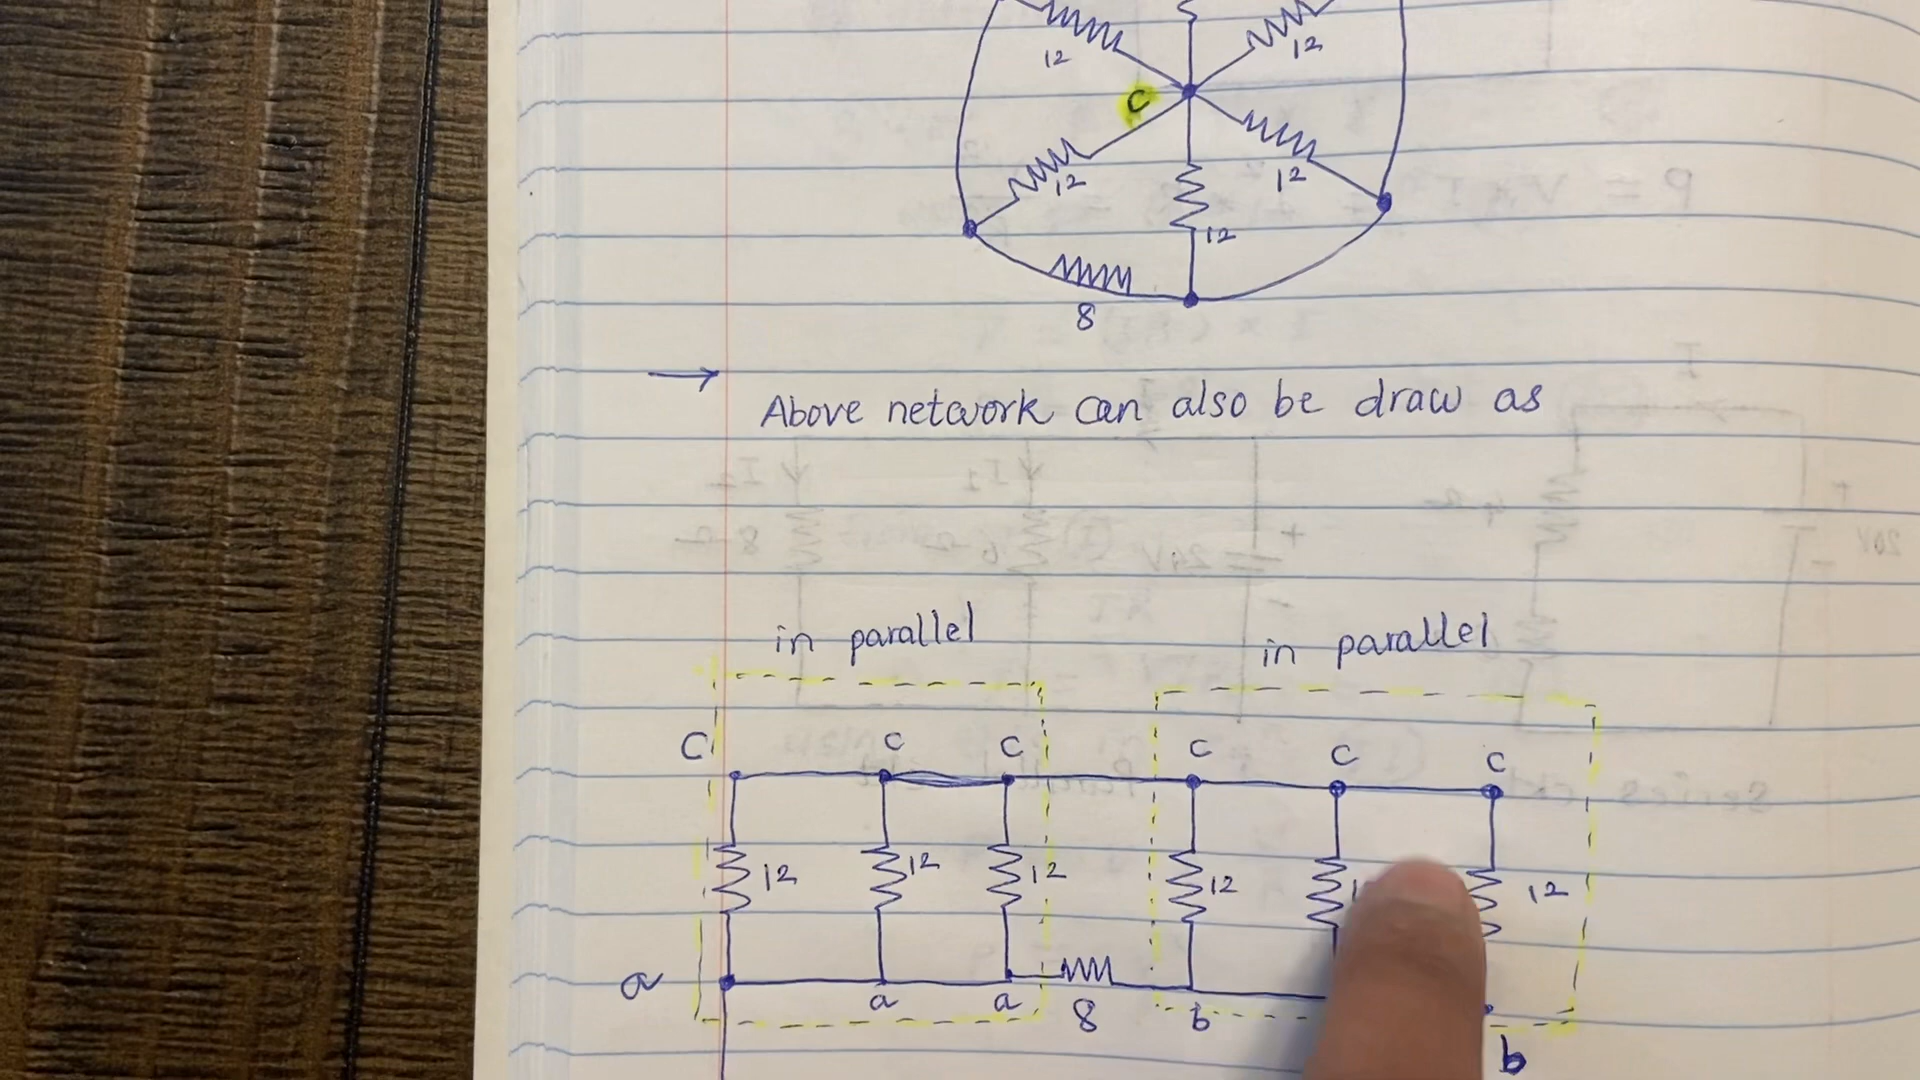 12
12
C
12
12
12
8
Above network can also be draw as
in parallel
in parallel
C C C C C C
12 12 12 12 12
a
a a 8 b
b